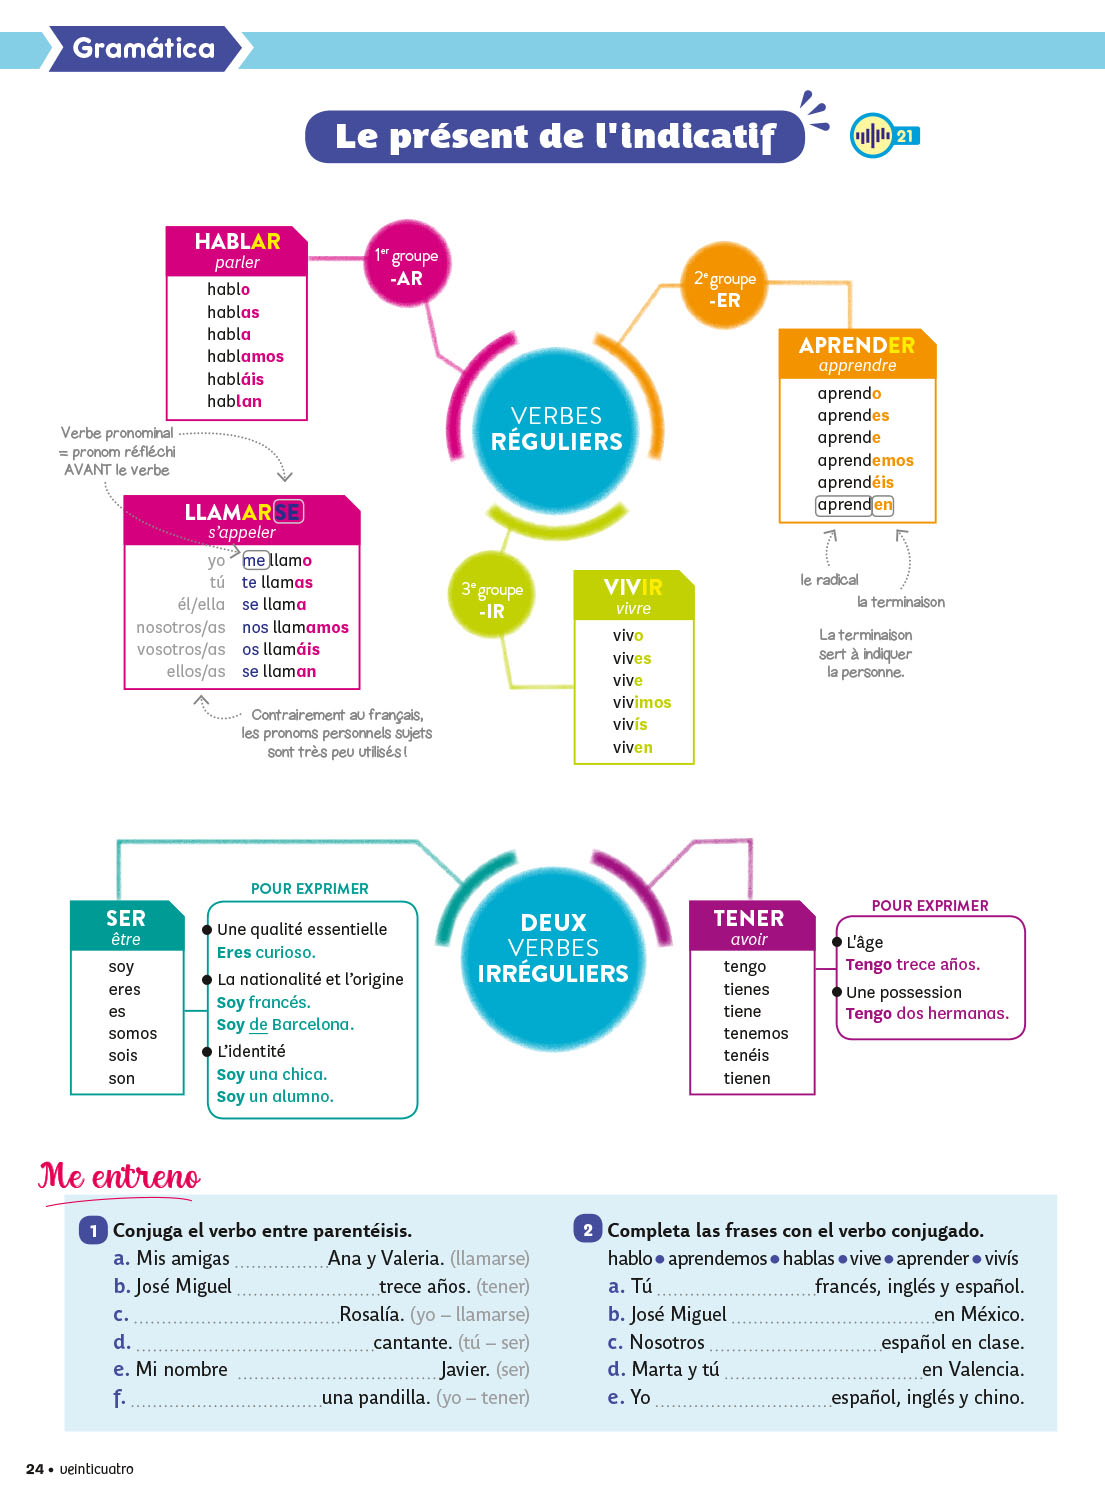 Gramática
Le présent de l'indicatif
21
HABLAR
parler
hablo
hablas
habla
hablamos
habláis
hablan
1er groupe
-AR
2e groupe
-ER
APRENDER
apprendre
aprendo
aprendes
aprende
aprendemos
aprendéis
aprenden
le radical
la terminaison
La terminaison
sert à indiquer
la personne.
VERBES
RÉGULIERS
Verbe pronominal
= pronom réfléchi
AVANT le verbe
LLAMARSE
s'appeler
yo me llamo
tú te llamas
él/ella se llama
nosotros/as nos llamamos
vosotros/as os llamáis
ellos/as se llaman
Contrairement au français,
les pronoms personnels sujets
sont très peu utilisés !
3e groupe
-IR
VIVIR
vivre
vivo
vives
vive
vivimos
vivís
viven
DEUX
VERBES
IRRÉGULIERS
SER
être
soy
eres
es
somos
sois
son
POUR EXPRIMER
● Une qualité essentielle
Eres curioso.
● La nationalité et l'origine
Soy francés.
Soy de Barcelona.
● L'identité
Soy una chica.
Soy un alumno.
TENER
avoir
tengo
tienes
tiene
tenemos
tenéis
tienen
POUR EXPRIMER
● L'âge
Tengo trece años.
● Une possession
Tengo dos hermanas.
Me entreno
1 Conjuga el verbo entre parentéisis.
a. Mis amigas ................ Ana y Valeria. (llamarse)
b. José Miguel ................ trece años. (tener)
c. ................ Rosalía. (yo – llamarse)
d. ................ cantante. (tú – ser)
e. Mi nombre ................ Javier. (ser)
f. ................ una pandilla. (yo – tener)
2 Completa las frases con el verbo conjugado.
hablo ● aprendemos ● hablas ● vive ● aprender ● vivís
a. Tú ................ francés, inglés y español.
b. José Miguel ................ en México.
c. Nosotros ................ español en clase.
d. Marta y tú ................ en Valencia.
e. Yo ................ español, inglés y chino.
24 • veinticuatro